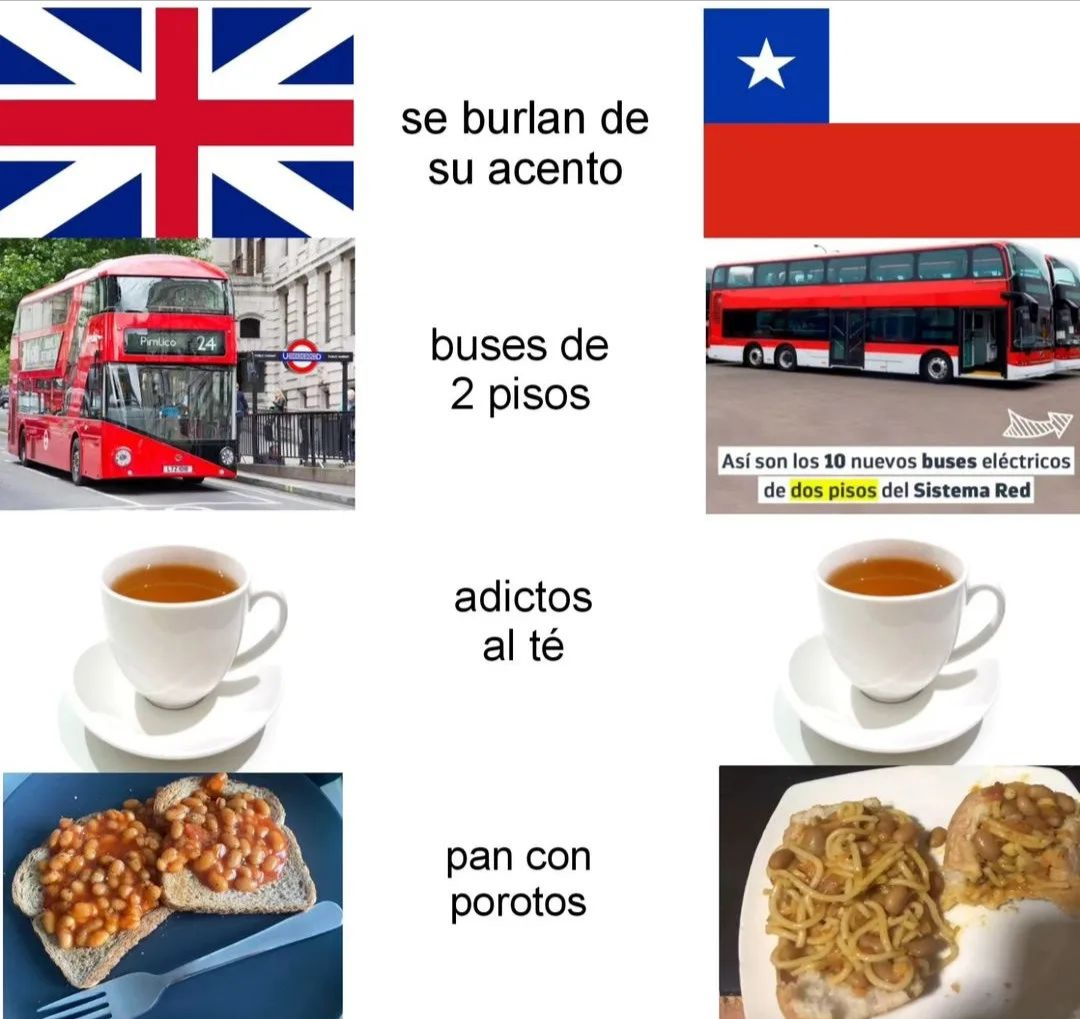 se burlan de
su acento
Pimlico 24
UNDERGROUND
buses de
2 pisos
Así son los 10 nuevos buses eléctricos
de dos pisos del Sistema Red
adictos
al té
pan con
porotos